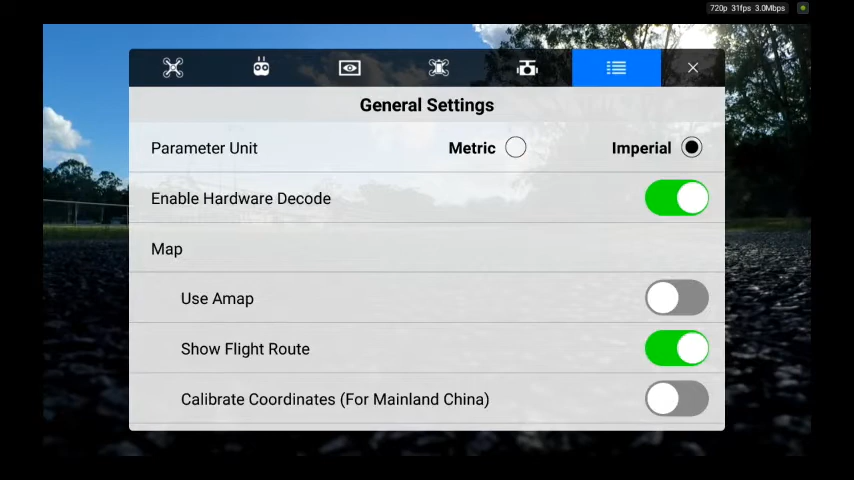 720p 31fps 3.0Mbps
General Settings
Parameter Unit Metric Imperial
Enable Hardware Decode
Map
Use Amap
Show Flight Route
Calibrate Coordinates (For Mainland China)